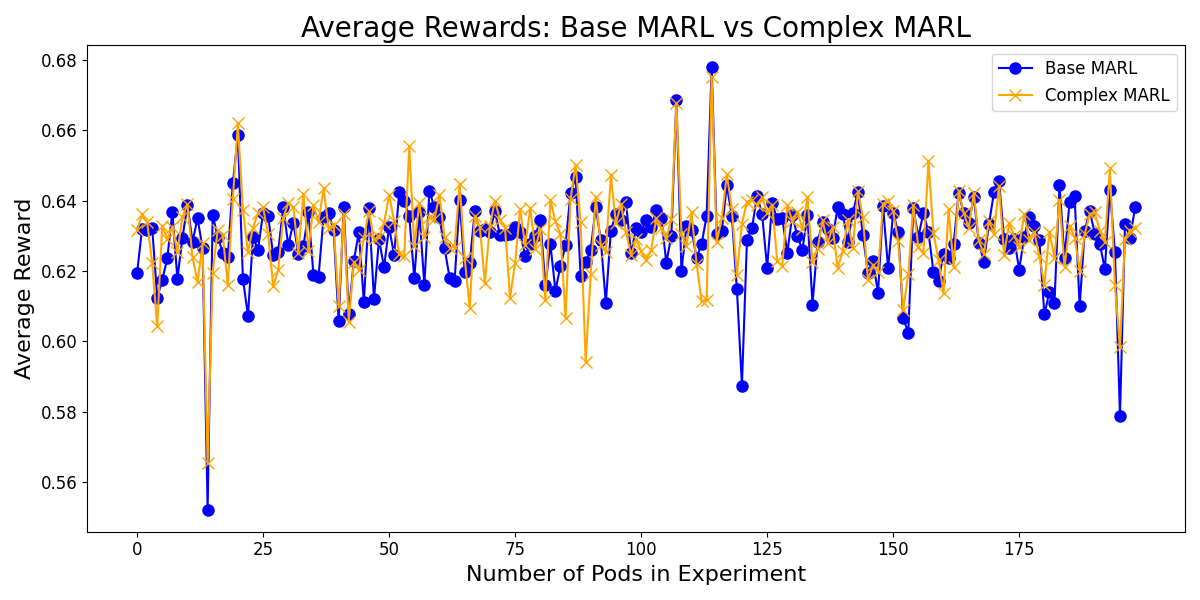 Average Rewards: Base MARL vs Complex MARL
Base MARL
Complex MARL
Average Reward
0.68
0.66
0.64
0.62
0.60
0.58
0.56
0 25 50 75 100 125 150 175
Number of Pods in Experiment